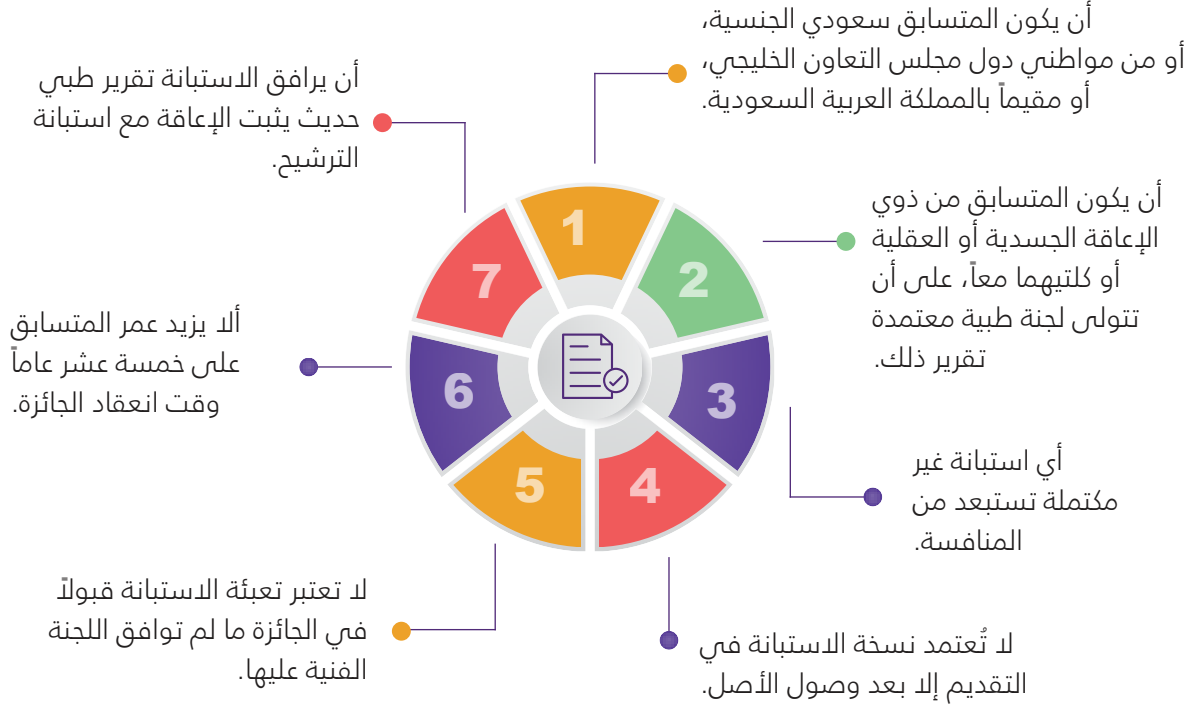 1
أن يكون المتسابق سعودي الجنسية،
أو من مواطني دول مجلس التعاون الخليجي،
أو مقيماً بالمملكة العربية السعودية.
2
أن يكون المتسابق من ذوي
الإعاقة الجسدية أو العقلية
أو كلتيهما معاً، على أن
تتولى لجنة طبية معتمدة
تقرير ذلك.
3
أي استبانة غير
مكتملة تستبعد من
المنافسة.
4
لا تُعتمد نسخة الاستبانة في
التقديم إلا بعد وصول الأصل.
5
لا تعتبر تعبئة الاستبانة قبولاً
في الجائزة ما لم توافق اللجنة
الفنية عليها.
6
ألا يزيد عمر المتسابق
على خمسة عشر عاماً
وقت انعقاد الجائزة.
7
أن يرافق الاستبانة تقرير طبي
حديث يثبت الإعاقة مع استبانة
الترشيح.